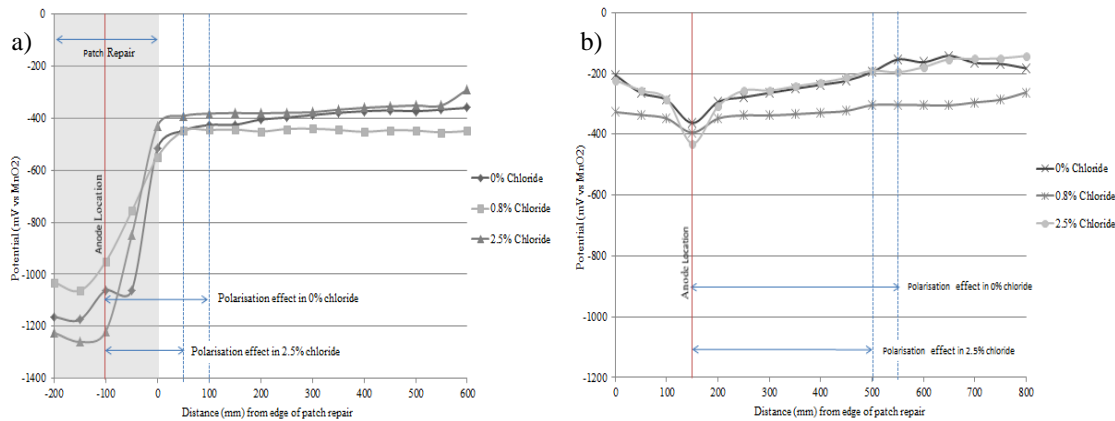 a)
-0
-200
-400
-600
-800
-1000
-1200
-1400
Potential (mV vs MnO2)
Patch Repair
Anode Location
Polarisation effect in 0% chloride
Polarisation effect in 2.5% chloride
0% Chloride
0.8% Chloride
2.5% Chloride
-200 -100 0 100 200 300 400 500 600
Distance (mm) from edge of patch repair
b)
0
-200
-400
-600
-800
-1000
-1200
Potential (mV vs MnO2)
Anode Location
Polarisation effect in 0% chloride
Polarisation effect in 2.5% chloride
0% Chloride
0.8% Chloride
2.5% Chloride
0 100 200 300 400 500 600 700 800
Distance (mm) from edge of patch repair